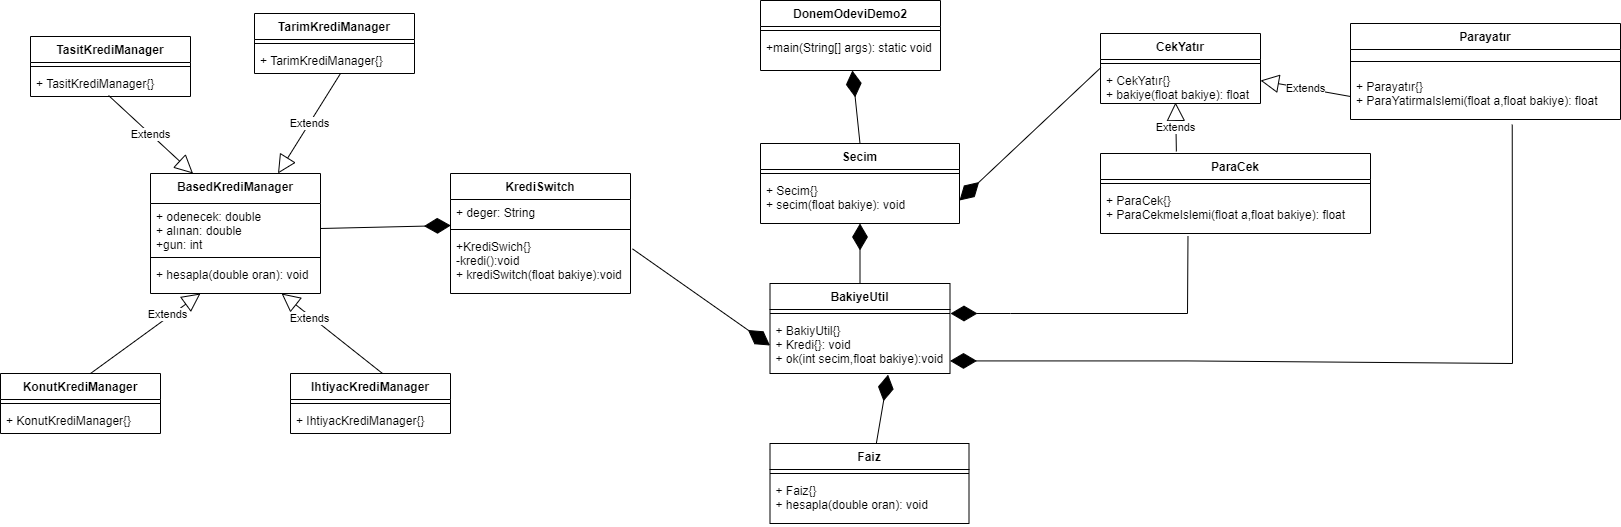 DonemOdeviDemo2
+main(String[] args): static void
TarimKrediManager
+ TarimKrediManager{}
TasitKrediManager
+ TasitKrediManager{}
CekYatır
+ CekYatır{}
+ bakiye(float bakiye): float
Parayatır
+ Parayatır{}
+ ParaYatirmaIslemi(float a,float bakiye): float
Extends
Extends
Extends
Extends
Secim
+ Secim{}
+ secim(float bakiye): void
ParaCek
+ ParaCek{}
+ ParaCekmeIslemi(float a,float bakiye): float
BasedKrediManager
+ odenecek: double
+ alınan: double
+gun: int
+ hesapla(double oran): void
KrediSwitch
+ deger: String
+KrediSwich{}
-kredi():void
+ krediSwitch(float bakiye):void
BakiyeUtil
+ BakiyUtil{}
+ Kredi{}: void
+ ok(int secim,float bakiye):void
Extends
Extends
KonutKrediManager
+ KonutKrediManager{}
IhtiyacKrediManager
+ IhtiyacKrediManager{}
Faiz
+ Faiz{}
+ hesapla(double oran): void